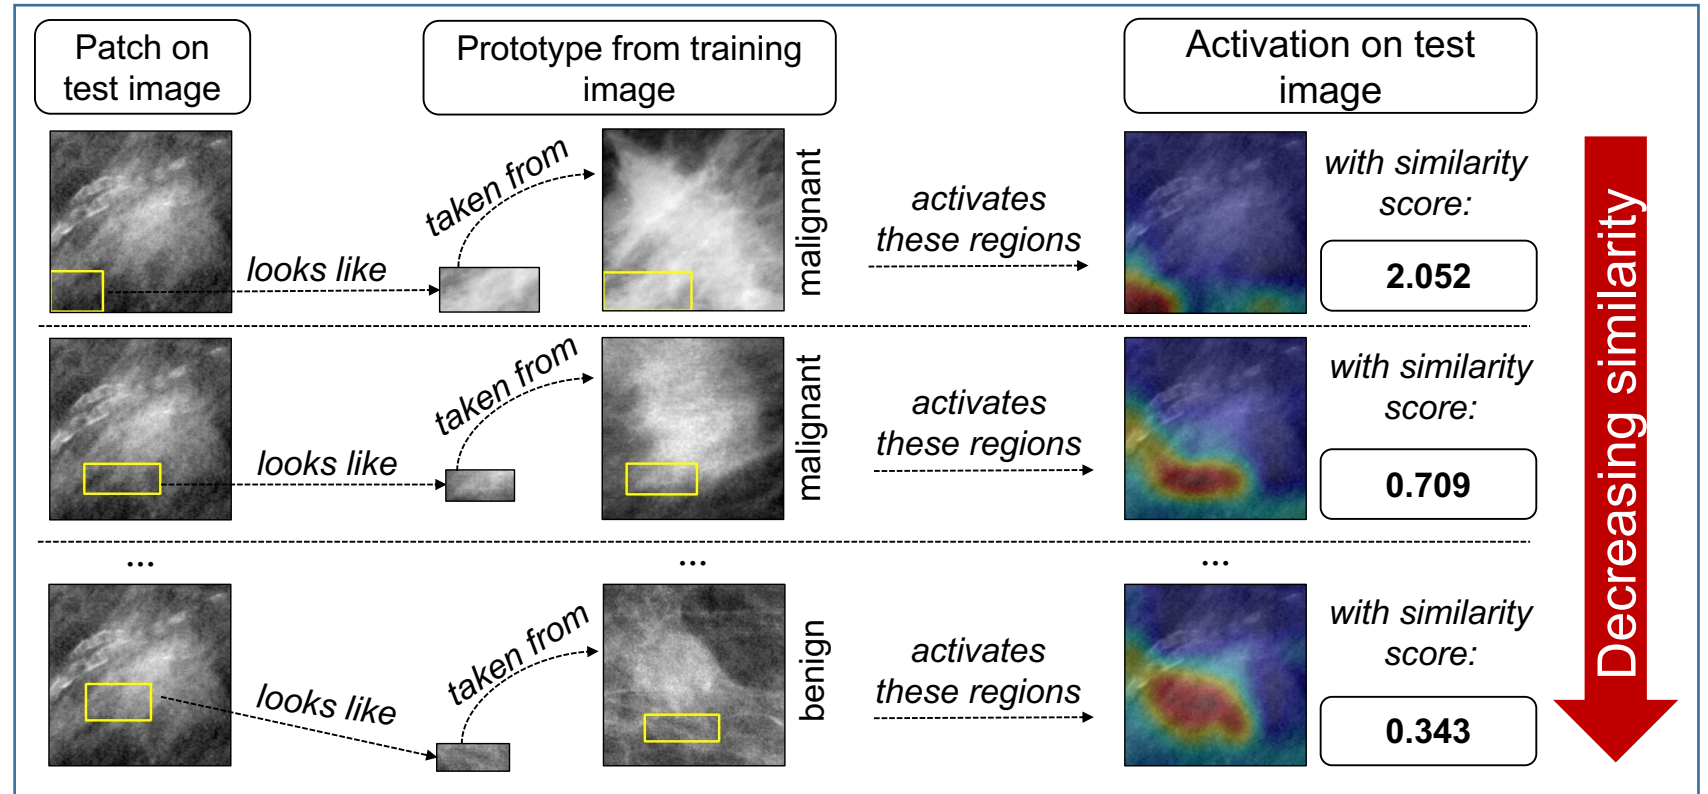 Patch on
test image
Prototype from training
image
Activation on test
image
taken from
looks like
malignant
activates
these regions
with similarity
score:
2.052
taken from
looks like
malignant
activates
these regions
with similarity
score:
0.709
...
...
...
taken from
looks like
benign
activates
these regions
with similarity
score:
0.343
Decreasing similarity